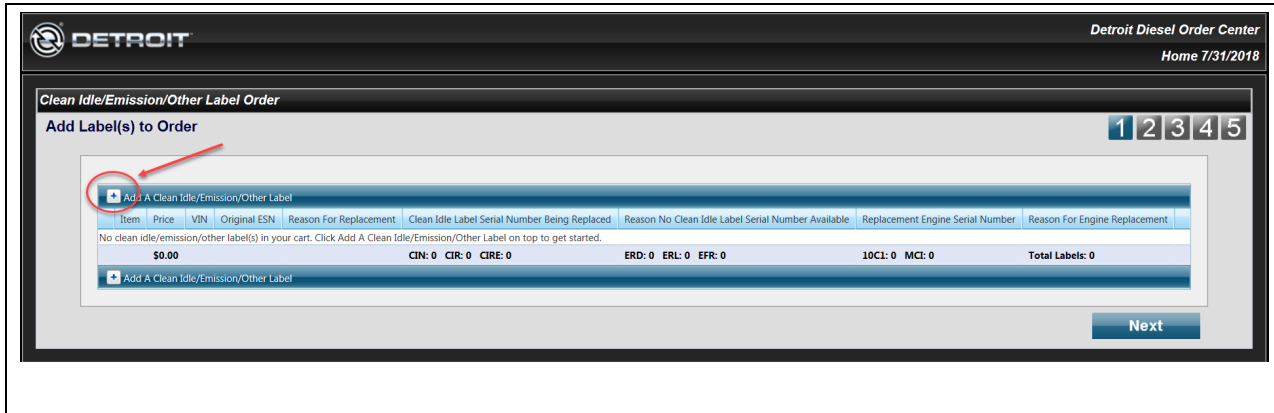 DETROIT
Detroit Diesel Order Center
Home 7/31/2018
Clean Idle/Emission/Other Label Order
Add Label(s) to Order
1 2 3 4 5
+ Add A Clean Idle/Emission/Other Label
Item Price VIN Original ESN Reason For Replacement Clean Idle Label Serial Number Being Replaced Reason No Clean Idle Label Serial Number Available Replacement Engine Serial Number Reason For Engine Replacement
No clean idle/emission/other label(s) in your cart. Click Add A Clean Idle/Emission/Other Label on top to get started.
$0.00 CIN: 0 CIR: 0 CIRE: 0 ERD: 0 ERL: 0 EFR: 0 10C1: 0 MCI: 0 Total Labels: 0
+ Add A Clean Idle/Emission/Other Label
Next